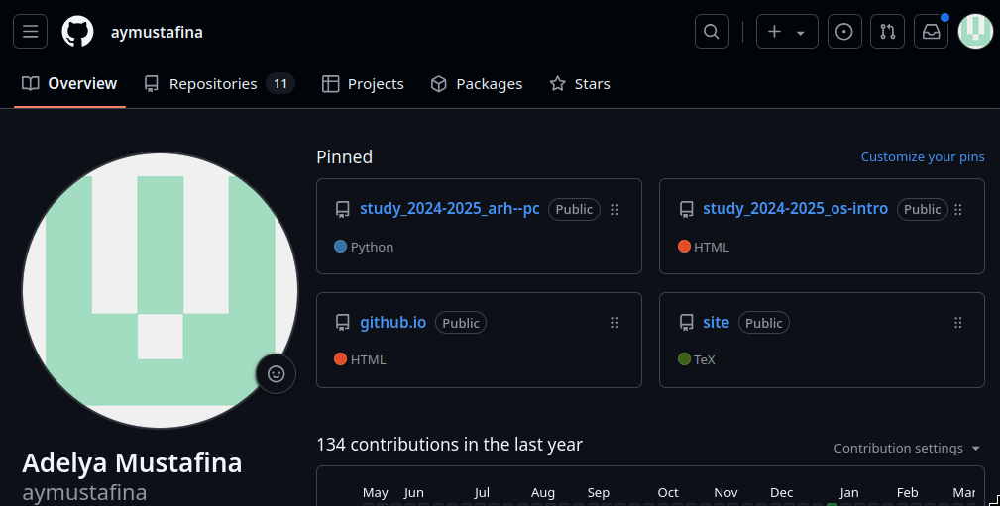 aymustafina
Overview Repositories 11 Projects Packages Stars
Pinned Customize your pins
study_2024-2025_arh--pc Public study_2024-2025_os-intro Public
Python HTML
github.io Public site Public
HTML TeX
134 contributions in the last year
Contribution settings
Adelya Mustafina
aymustafina
May Jun Jul Aug Sep Oct Nov Dec Jan Feb Mar